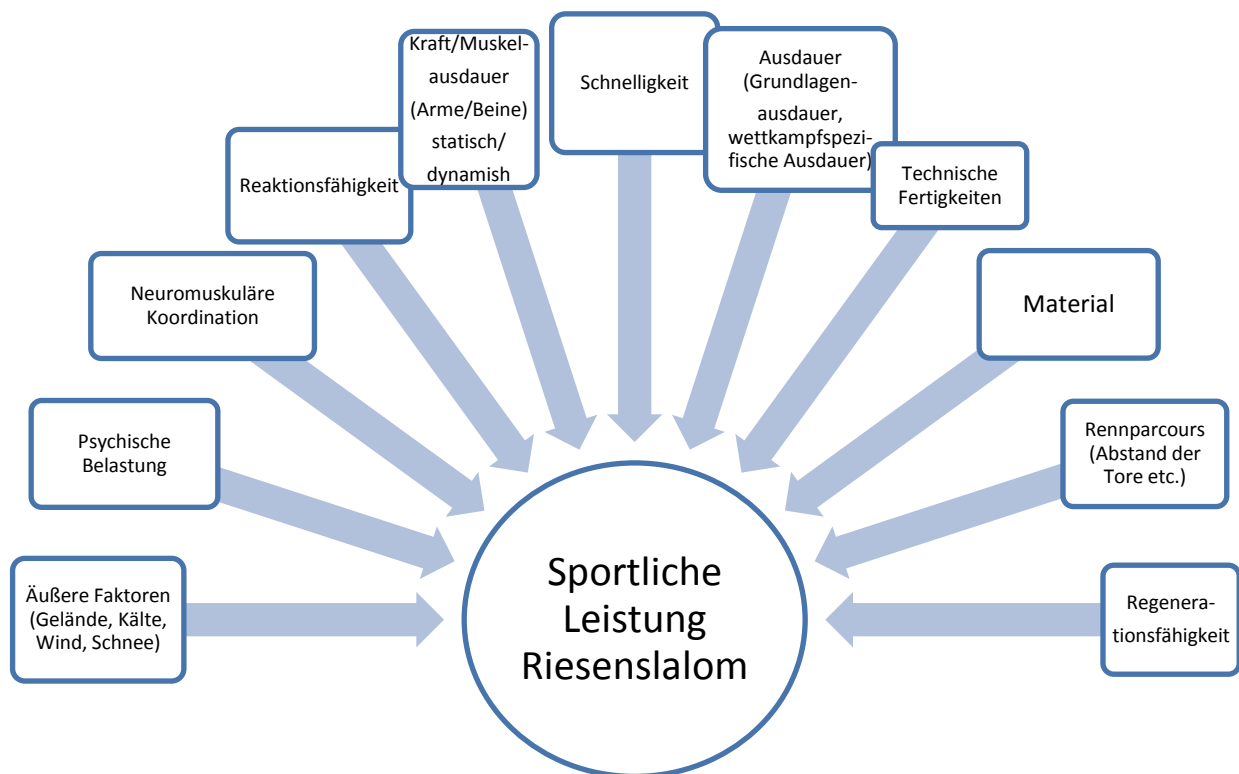 Äußere Faktoren
(Gelände, Kälte,
Wind, Schnee)
Psychische
Belastung
Neuromuskuläre
Koordination
Reaktionsfähigkeit
Kraft/Muskel-
ausdauer
(Arme/Beine)
statisch/
dynamish
Schnelligkeit
Ausdauer
(Grundlagen-
ausdauer,
wettkampfspezi-
fische Ausdauer)
Technische
Fertigkeiten
Material
Rennparcours
(Abstand der
Tore etc.)
Regenera-
tionsfähigkeit
Sportliche
Leistung
Riesenslalom